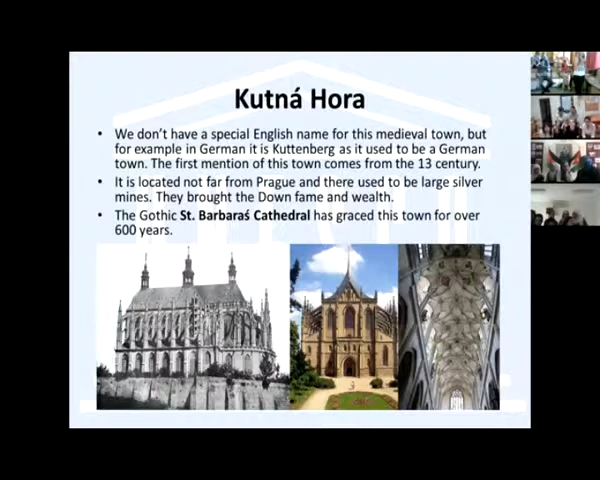 Kutná Hora
• We don't have a special English name for this medieval town, but
for example in German it is Kuttenberg as it used to be a German
town. The first mention of this town comes from the 13 century.
• It is located not far from Prague and there used to be large silver
mines. They brought the Down fame and wealth.
• The Gothic St. Barbaraś Cathedral has graced this town for over
600 years.